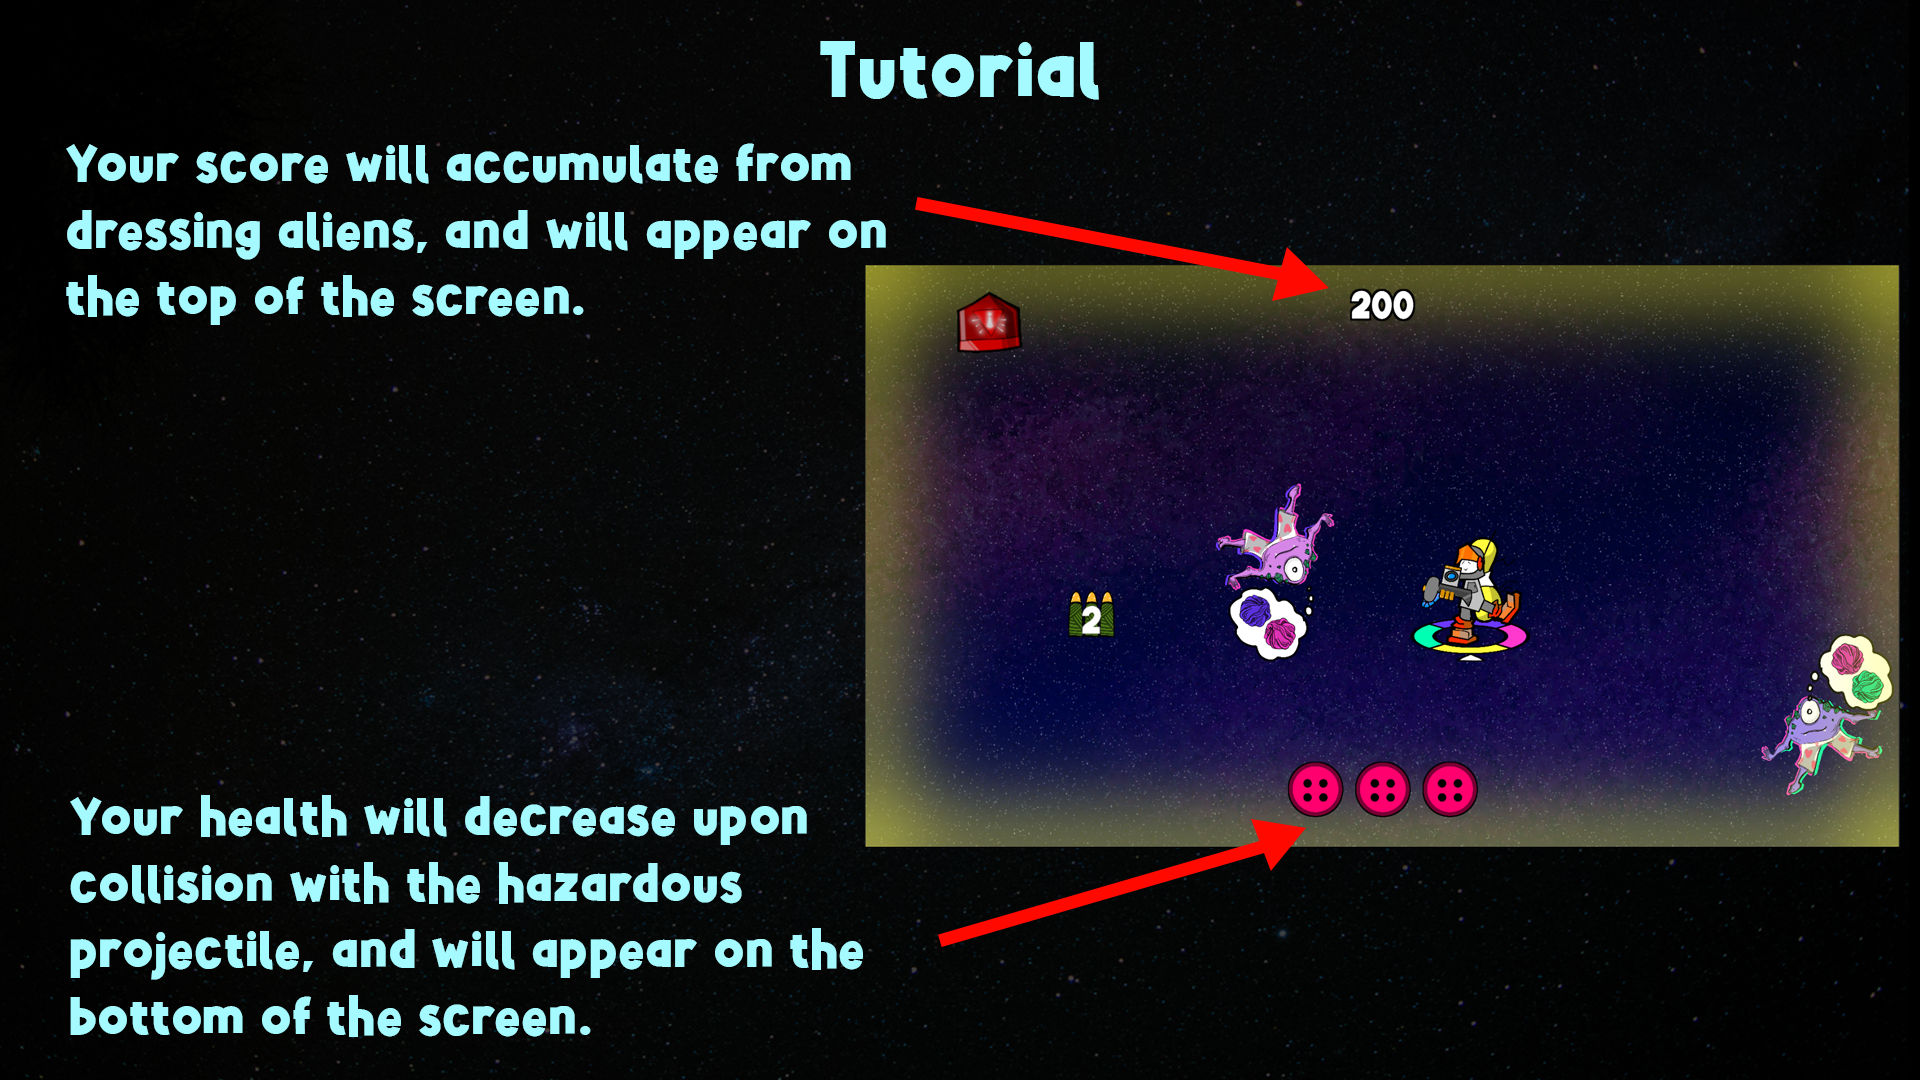 Tutorial
Your score will accumulate from
dressing aliens, and will appear on
the top of the screen.
200
2
Your health will decrease upon
collision with the hazardous
projectile, and will appear on the
bottom of the screen.